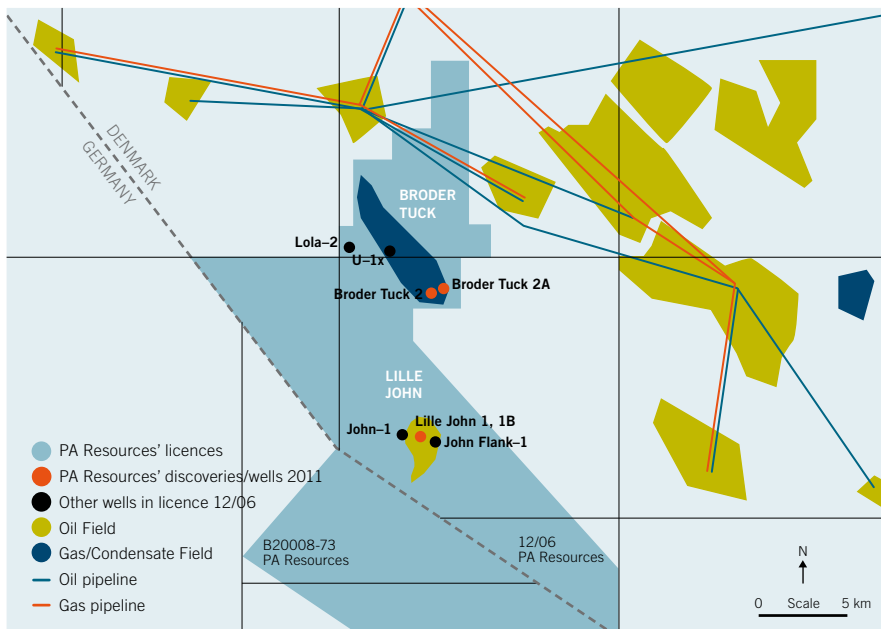 DENMARK
GERMANY
BRODER
TUCK
Lola–2
U–1x
Broder Tuck 2A
Broder Tuck 2
LILLE
JOHN
Lille John 1, 1B
John–1
John Flank–1
PA Resources' licences
PA Resources' discoveries/wells 2011
Other wells in licence 12/06
Oil Field
Gas/Condensate Field
Oil pipeline
Gas pipeline
B20008-73
PA Resources
12/06
PA Resources
N
0 Scale 5 km